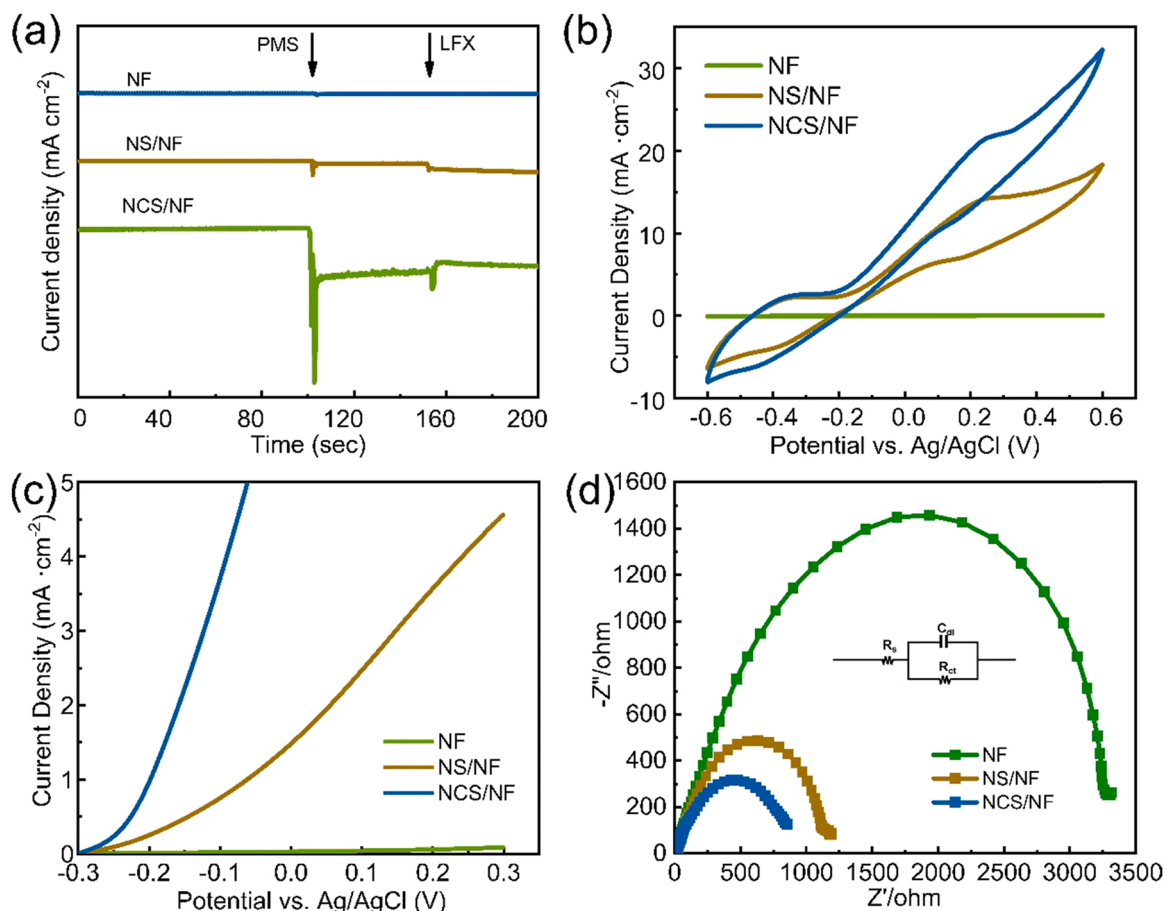 (a)
PMS
LFX
NF
NS/NF
NCS/NF
Current density (mA cm⁻²)
0 40 80 120 160 200
Time (sec)
(b)
NF
NS/NF
NCS/NF
30
20
10
0
-10
Current Density (mA ·cm⁻²)
-0.6 -0.4 -0.2 0.0 0.2 0.4 0.6
Potential vs. Ag/AgCl (V)
(c)
5
4
3
2
1
0
Current Density (mA ·cm⁻²)
NF
NS/NF
NCS/NF
-0.3 -0.2 -0.1 0.0 0.1 0.2 0.3
Potential vs. Ag/AgCl (V)
(d)
1600
1400
1200
1000
800
600
400
200
0
-Z''/ohm
Cdl
Rs
Rct
NF
NS/NF
NCS/NF
0 500 1000 1500 2000 2500 3000 3500
Z'/ohm